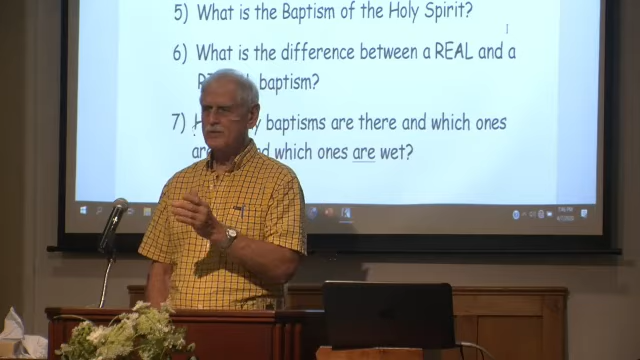 5) What is the Baptism of the Holy Spirit?
6) What is the difference between a REAL and a
baptism?
7) baptisms are there and which ones
which ones are wet?